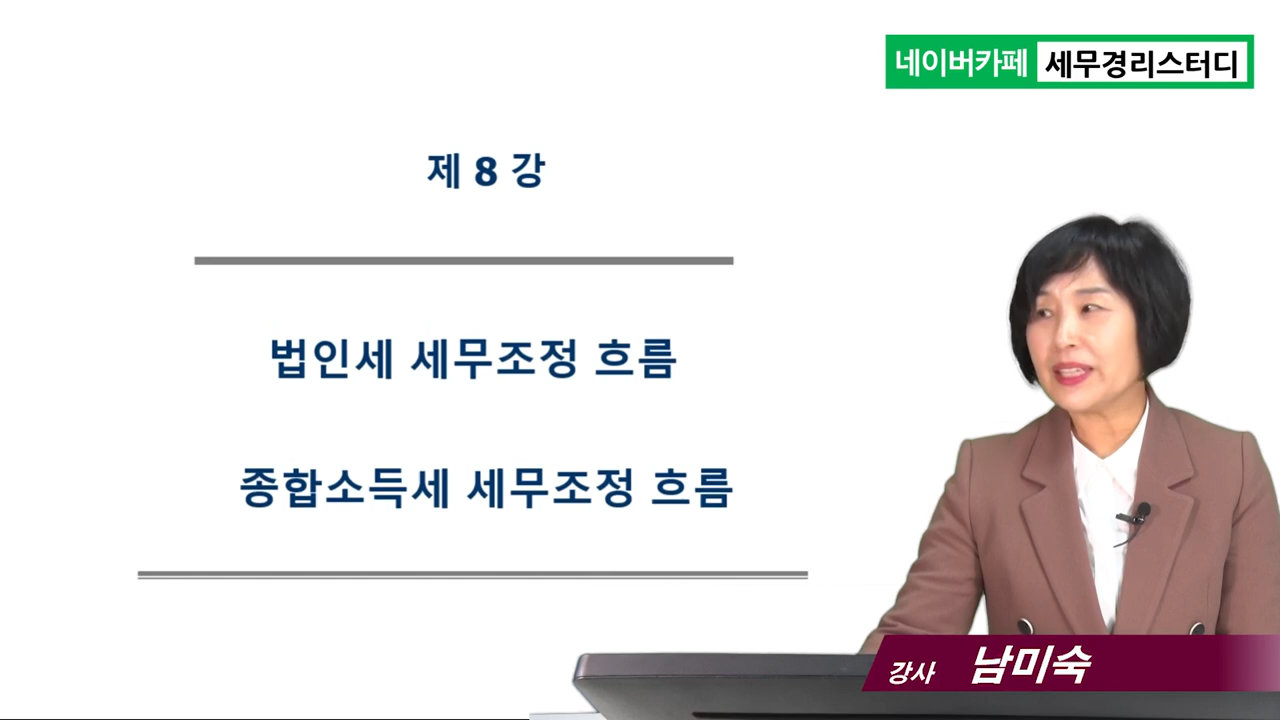 네이버카페 세무경리스터디
제 8 강
법인세 세무조정 흐름
종합소득세 세무조정 흐름
강사 남미숙